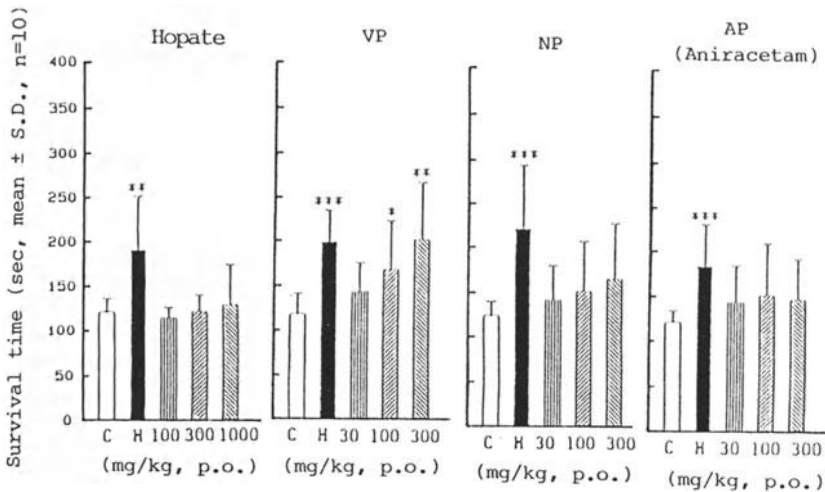 Hopate
VP
NP
AP
(Aniracetam)
Survival time (sec, mean ± S.D., n=10)
400
350
300
250
200
150
100
50
0
**
***
*
**
***
***
C H 100 300 1000
C H 30 100 300
C H 30 100 300
C H 30 100 300
(mg/kg, p.o.)
(mg/kg, p.o.)
(mg/kg, p.o.)
(mg/kg, p.o.)